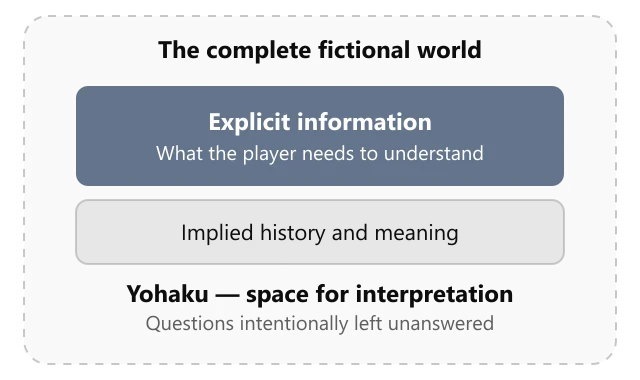 The complete fictional world
Explicit information
What the player needs to understand
Implied history and meaning
Yohaku — space for interpretation
Questions intentionally left unanswered